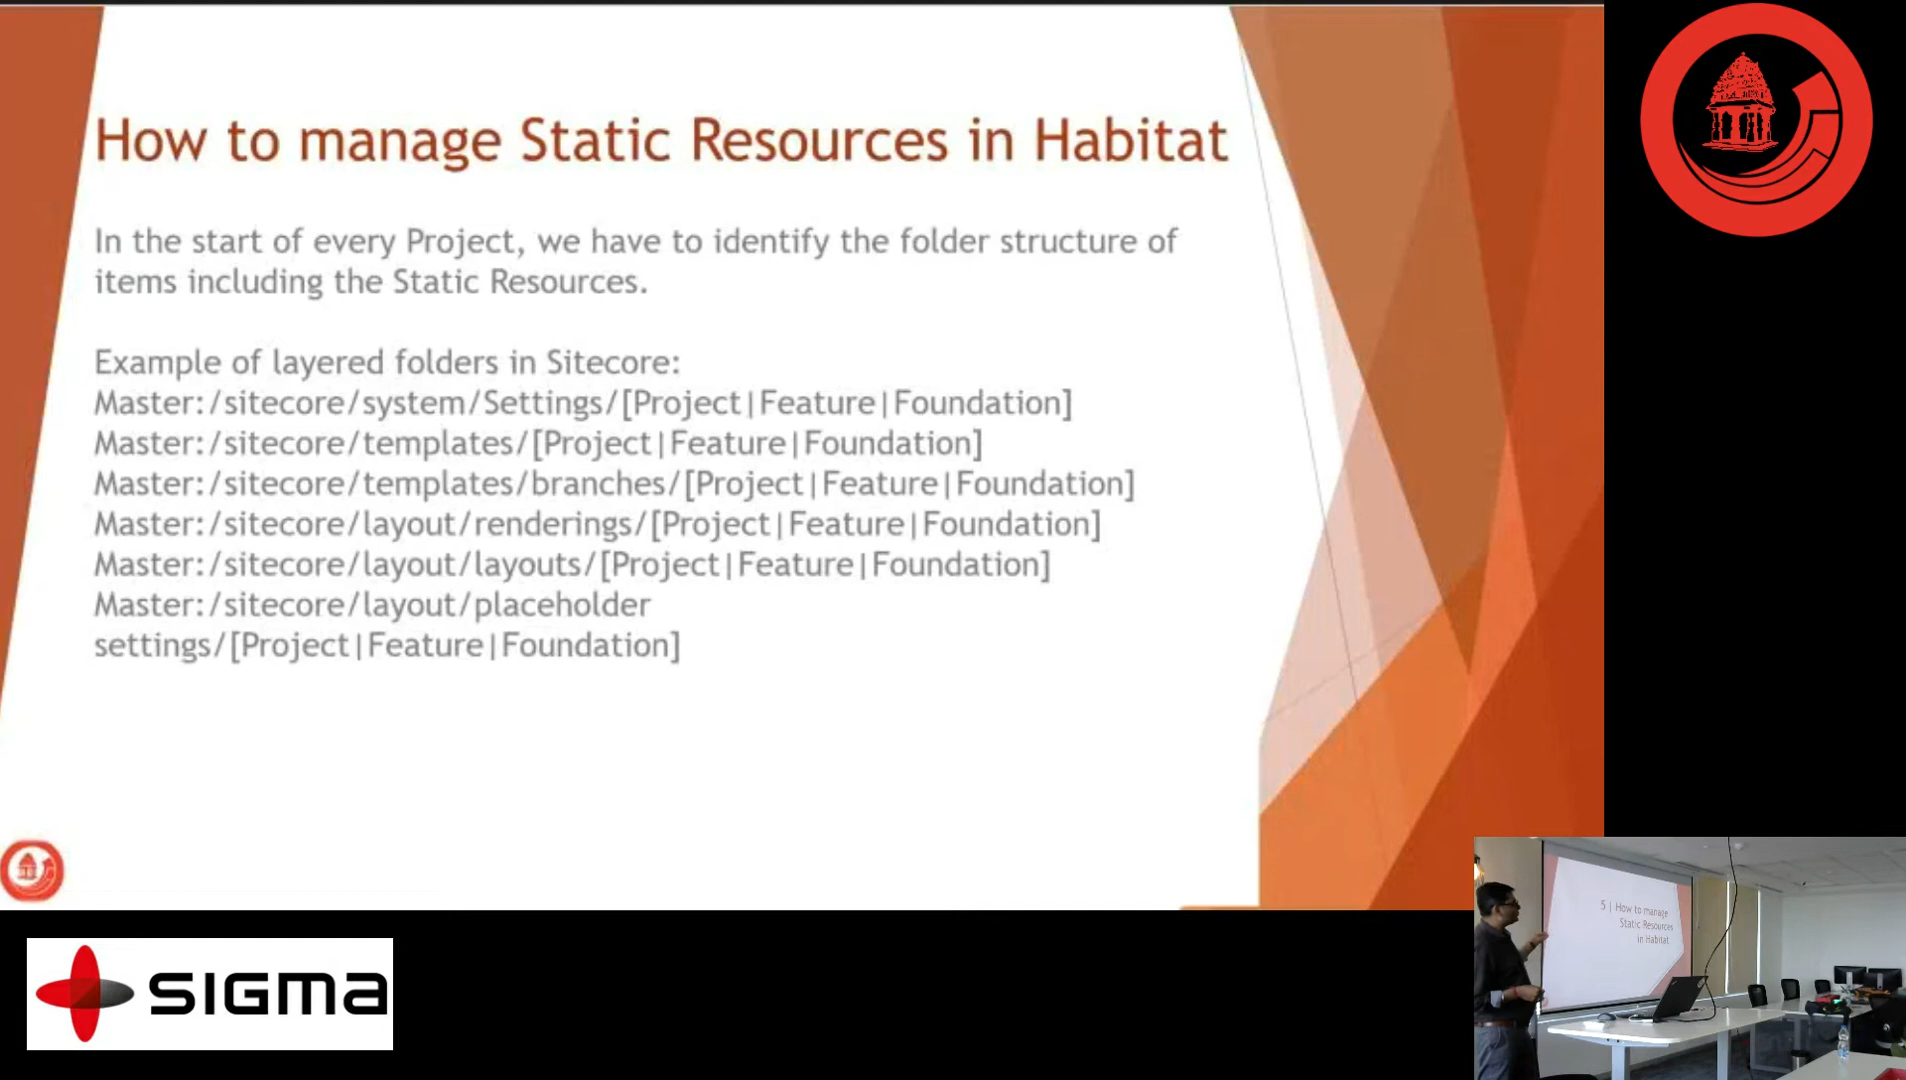 How to manage Static Resources in Habitat
In the start of every Project, we have to identify the folder structure of
items including the Static Resources.
Example of layered folders in Sitecore:
Master:/sitecore/system/Settings/[Project|Feature|Foundation]
Master:/sitecore/templates/[Project|Feature|Foundation]
Master:/sitecore/templates/branches/[Project|Feature|Foundation]
Master:/sitecore/layout/renderings/[Project|Feature|Foundation]
Master:/sitecore/layout/layouts/[Project|Feature|Foundation]
Master:/sitecore/layout/placeholder
settings/[Project|Feature|Foundation]
5 | How to manage
Static Resources
in Habitat
SIGMA